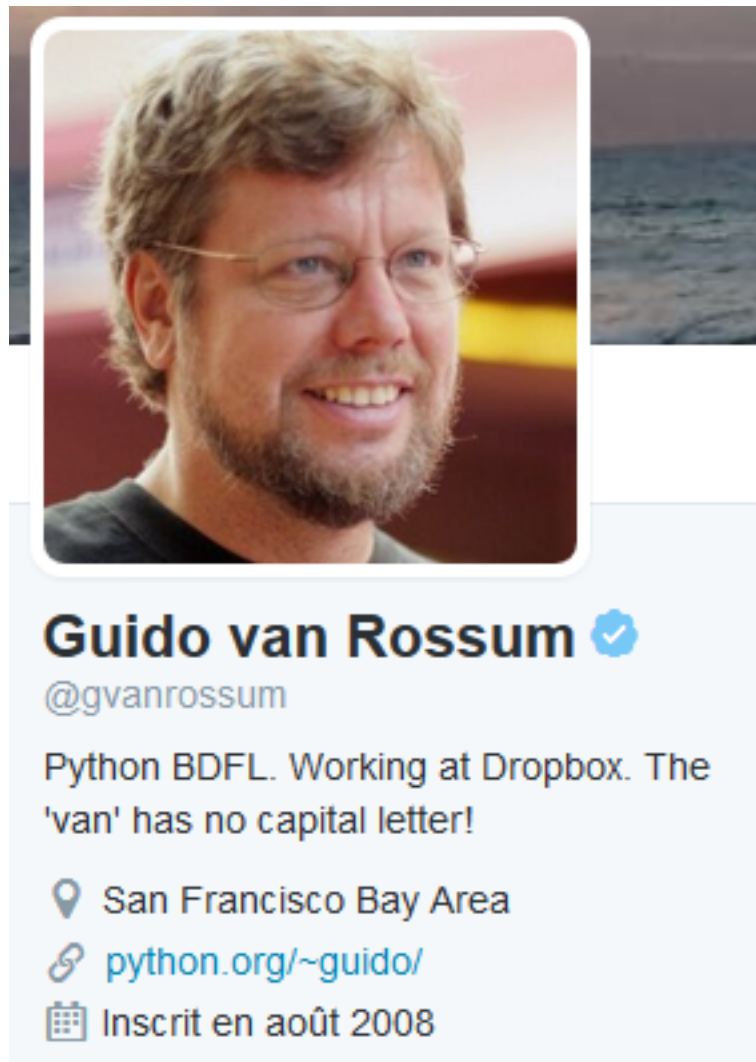 Guido van Rossum
@gvanrossum
Python BDFL. Working at Dropbox. The
'van' has no capital letter!
San Francisco Bay Area
python.org/~guido/
Inscrit en août 2008